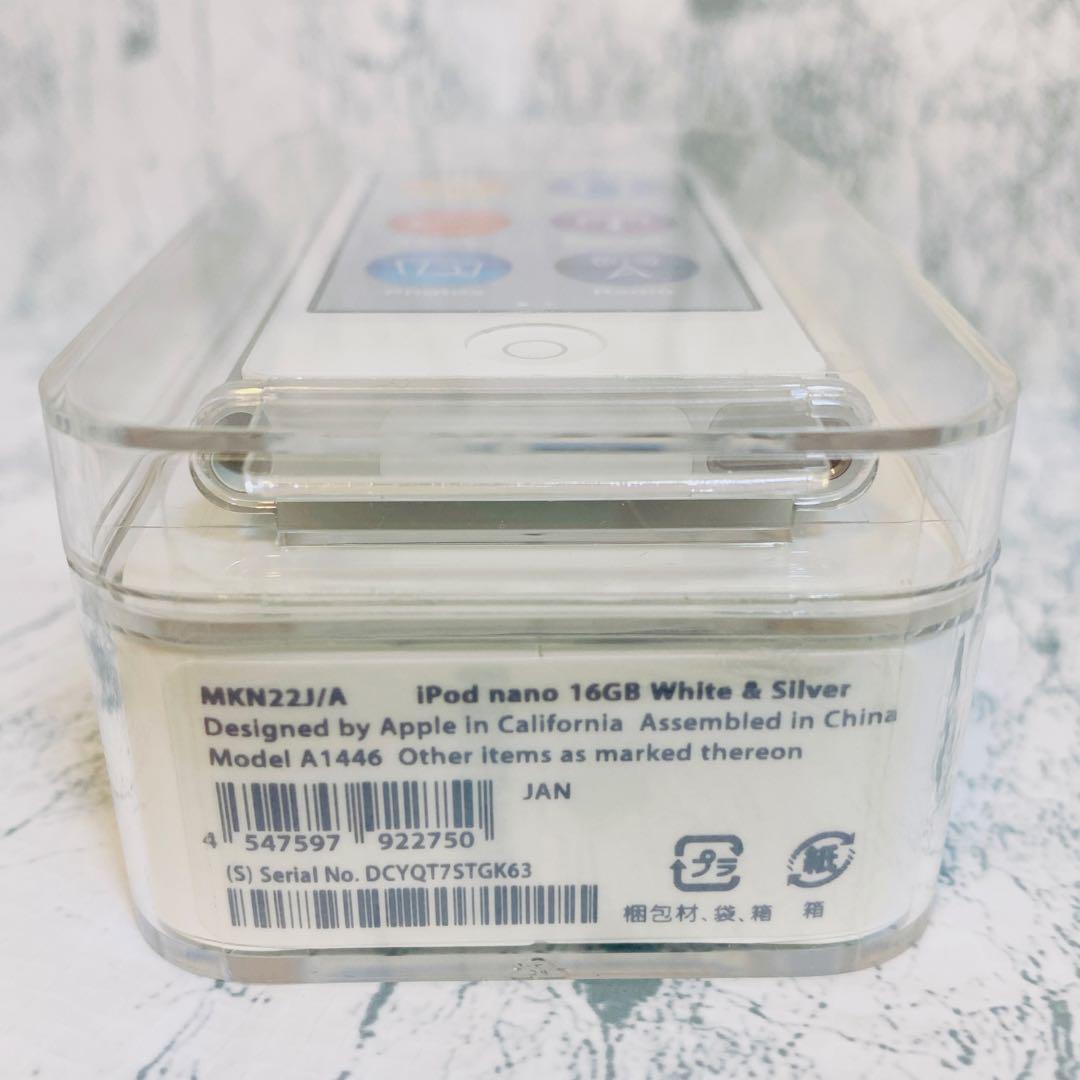 MKN22J/A iPod nano 16GB White & Silver
Designed by Apple in California Assembled in China
Model A1446 Other items as marked thereon
JAN
4 547597 922750
(S) Serial No. DCYQT7STGK63
プラ 紙
梱包材、袋、箱 箱